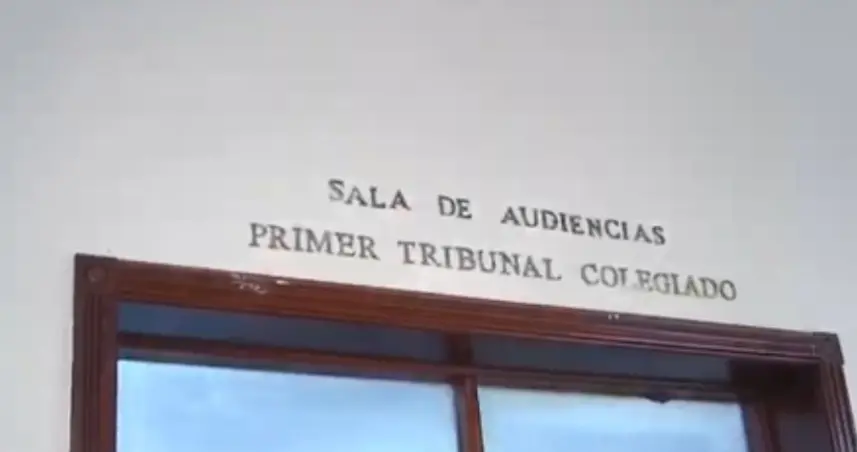 SALA DE AUDIENCIAS
PRIMER TRIBUNAL COLEGIADO